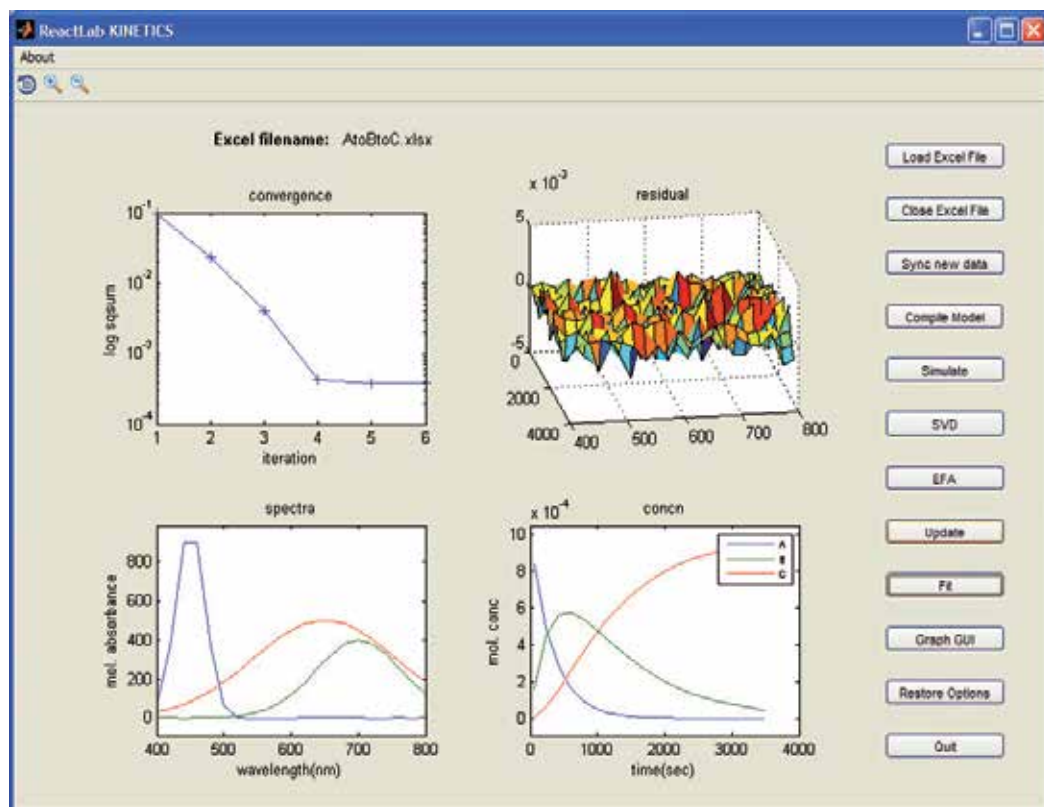 ReactLab KINETICS
About
Excel filename: AtoBtoC.xlsx
convergence
10^-1
10^-2
10^-3
10^-4
log sqsum
1 2 3 4 5 6
iteration
residual
x 10^-3
5
0
-5
0
2000
4000
400 500 600 700 800
spectra
800
600
400
200
0
mol. absorbance
400 500 600 700 800
wavelength(nm)
concn
x 10^-4
10
8
6
4
2
0
mol. conc
A
B
C
0 1000 2000 3000 4000
time(sec)
Load Excel File
Close Excel File
Sync new data
Compile Model
Simulate
SVD
EFA
Update
Fit
Graph GUI
Restore Options
Quit